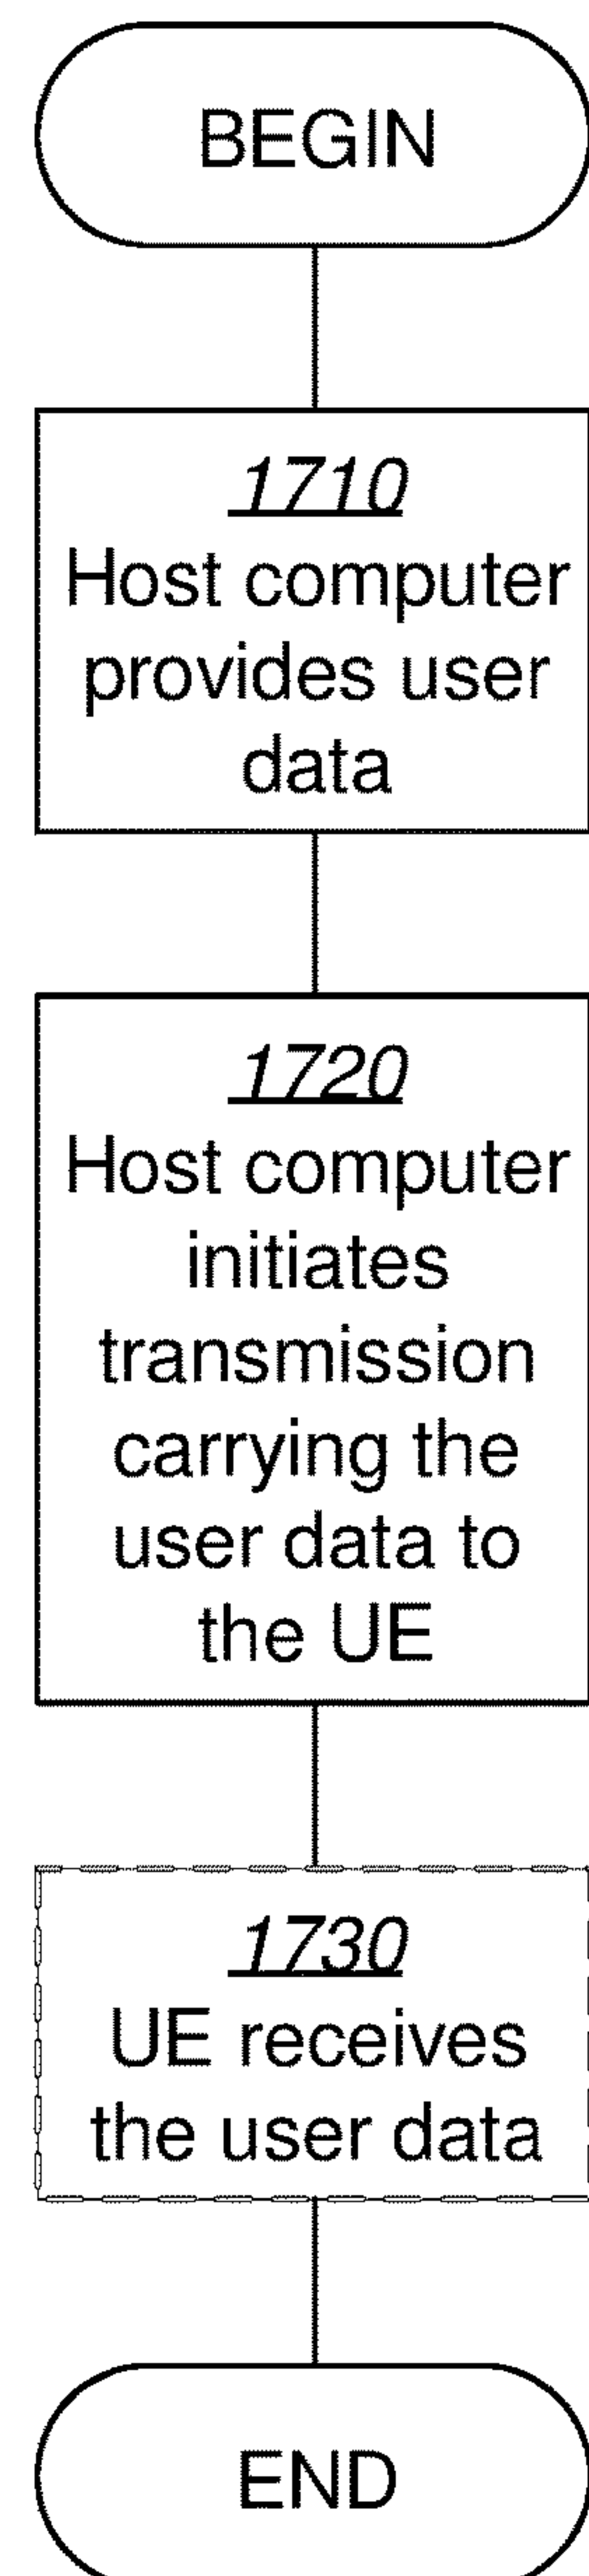 BEGIN
1710
Host computer
provides user
data
1720
Host computer
initiates
transmission
carrying the
user data to
the UE
1730
UE receives
the user data
END